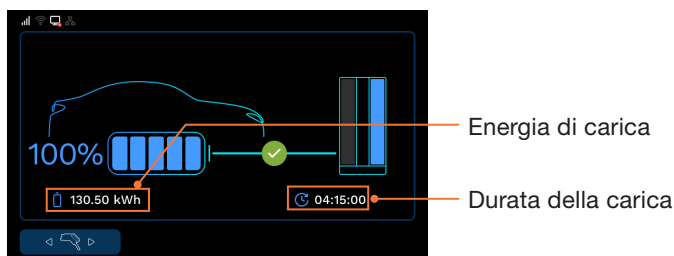 Energia di carica
100%
130.50 kWh
04:15:00
Durata della carica